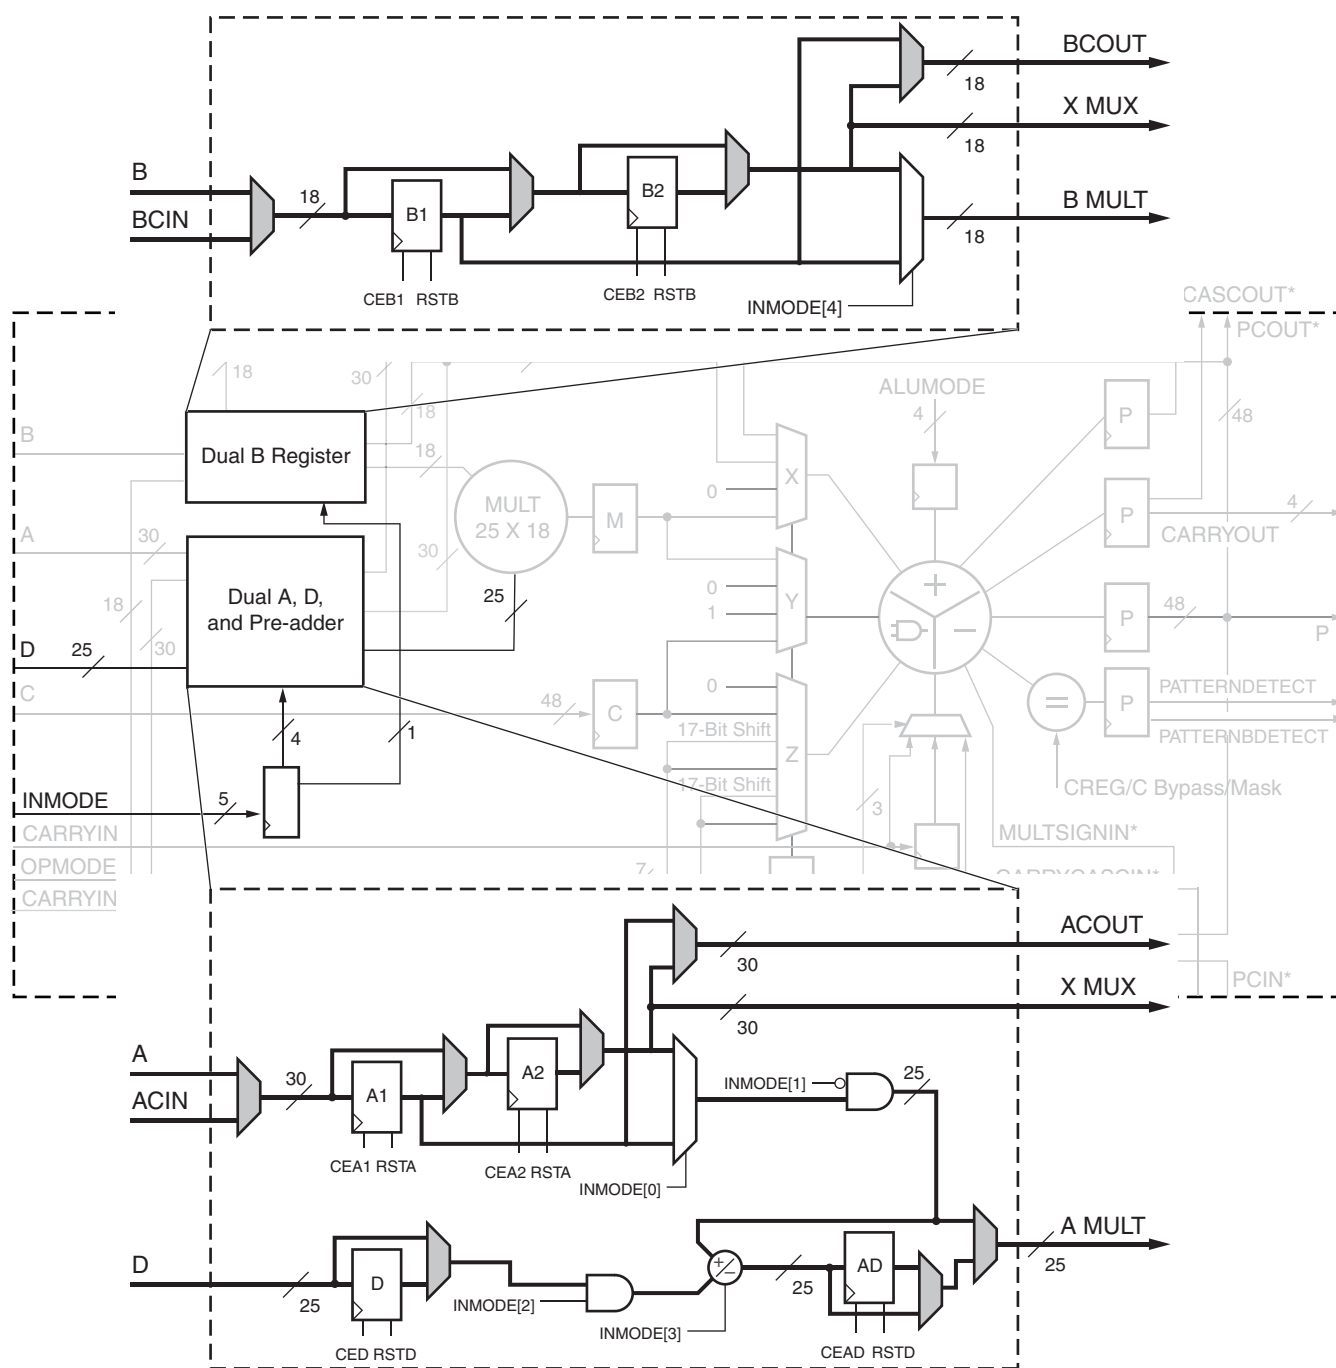 BCOUT
18
X MUX
18
B
BCIN
18
B1
B2
B MULT
18
CEB1 RSTB
CEB2 RSTB
INMODE[4]
CASCOUT*
PCOUT*
18
30
18
ALUMODE
4
P
48
B
Dual B Register
18
MULT
25 X 18
M
X
0
P
4
CARRYOUT
A
30
30
Dual A, D,
and Pre-adder
18
30
25
0
1
Y
P
48
P
D
25
C
48
C
0
17-Bit Shift
17-Bit Shift
Z
P
PATTERNDETECT
PATTERNBDETECT
CREG/C Bypass/Mask
4
1
INMODE
5
3
CARRYIN
MULTSIGNIN*
OPMODE
7
CARRYCASCIN*
CARRYIN
ACOUT
30
X MUX
30
PCIN*
A
ACIN
30
A1
A2
INMODE[1]
25
CEA1 RSTA
CEA2 RSTA
INMODE[0]
D
25
D
INMODE[2]
25
AD
A MULT
25
CED RSTD
INMODE[3]
CEAD RSTD